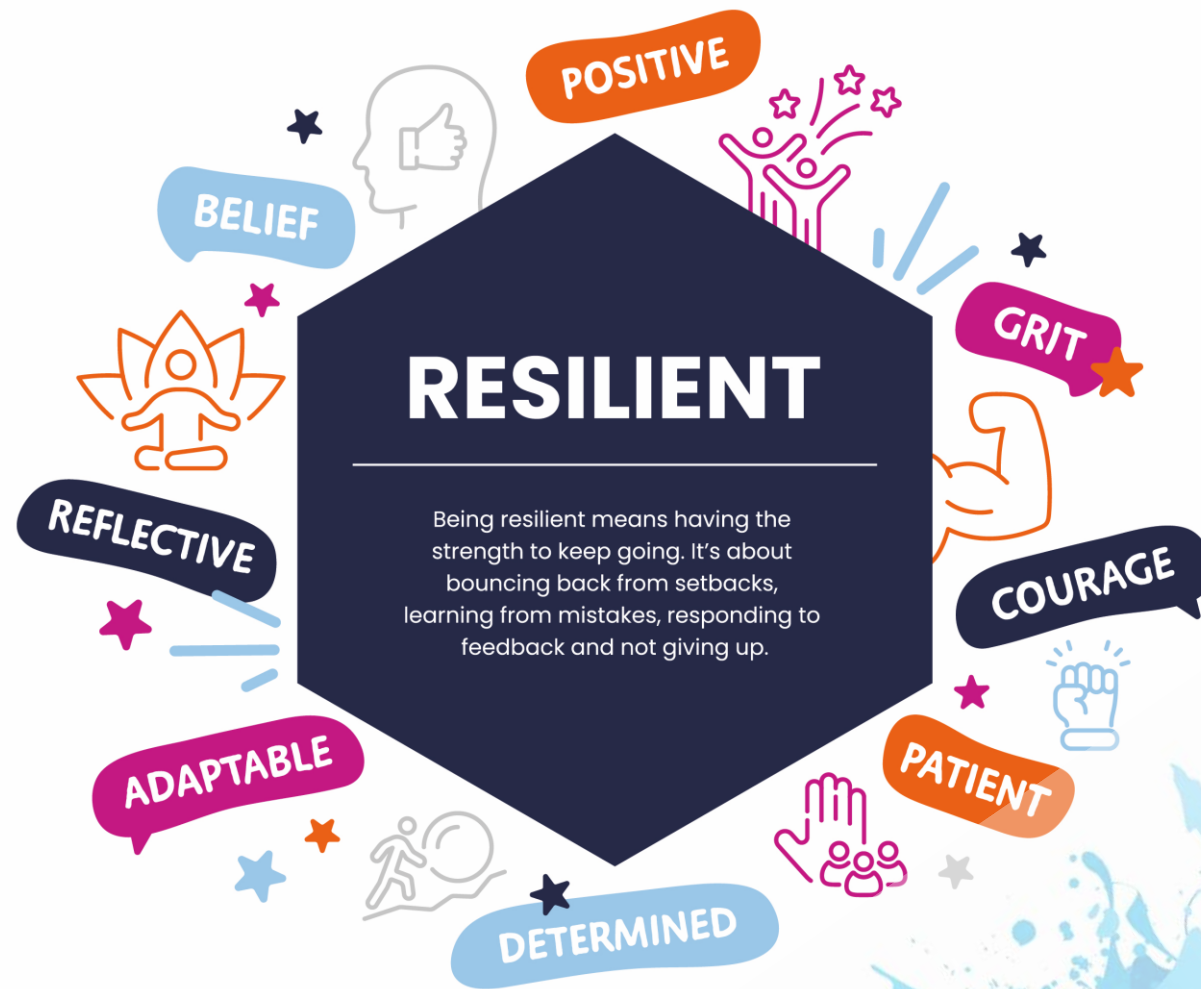 POSITIVE
BELIEF
GRIT
RESILIENT
Being resilient means having the
strength to keep going. It’s about
bouncing back from setbacks,
learning from mistakes, responding to
feedback and not giving up.
REFLECTIVE
COURAGE
ADAPTABLE
PATIENT
DETERMINED